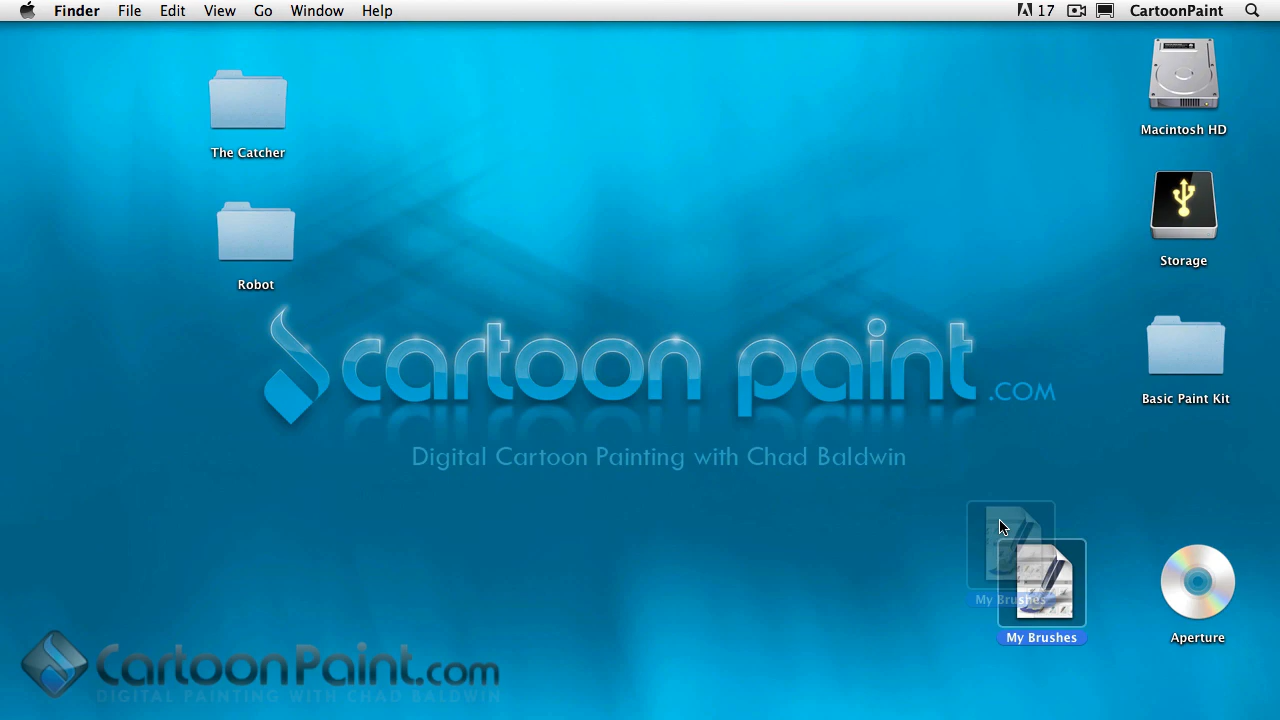 Finder File Edit View Go Window Help 17 CartoonPaint
The Catcher
Macintosh HD
Robot
Storage
cartoon paint .COM
Basic Paint Kit
Digital Cartoon Painting with Chad Baldwin
My Brushes
My Brushes
Aperture
CartoonPaint.com
DIGITAL PAINTING WITH CHAD BALDWIN